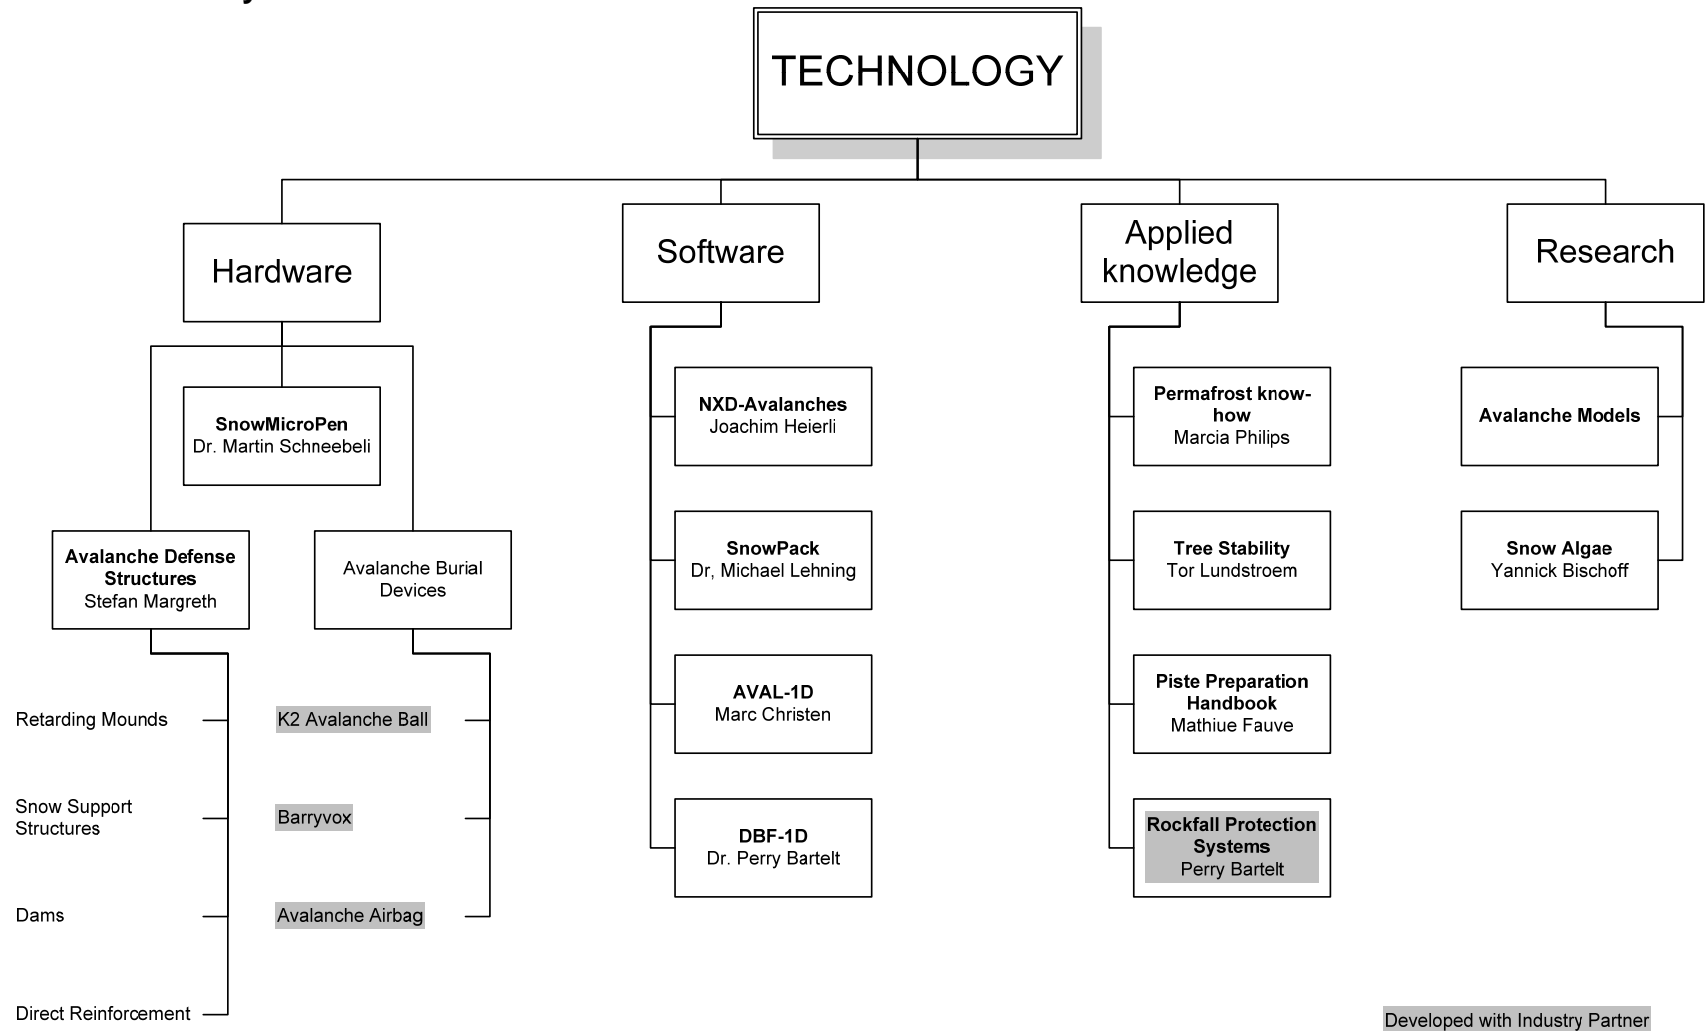 TECHNOLOGY
Hardware
Software
Applied
knowledge
Research
SnowMicroPen
Dr. Martin Schneebeli
Avalanche Defense
Structures
Stefan Margreth
Avalanche Burial
Devices
Retarding Mounds
Snow Support
Structures
Dams
Direct Reinforcement
K2 Avalanche Ball
Barryvox
Avalanche Airbag
NXD-Avalanches
Joachim Heierli
SnowPack
Dr, Michael Lehning
AVAL-1D
Marc Christen
DBF-1D
Dr. Perry Bartelt
Permafrost know-
how
Marcia Philips
Tree Stability
Tor Lundstroem
Piste Preparation
Handbook
Mathiue Fauve
Rockfall Protection
Systems
Perry Bartelt
Avalanche Models
Snow Algae
Yannick Bischoff
Developed with Industry Partner